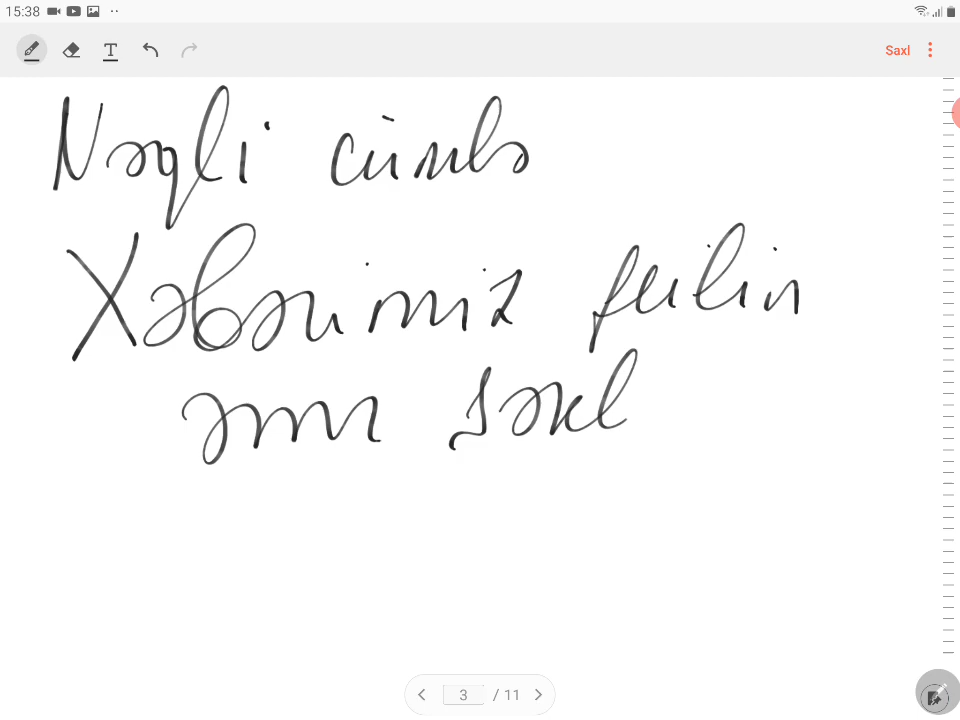 15:38
Saxl
Nəqli cümlə
Xəbərimiz feilin
əmr şəkl
3 / 11